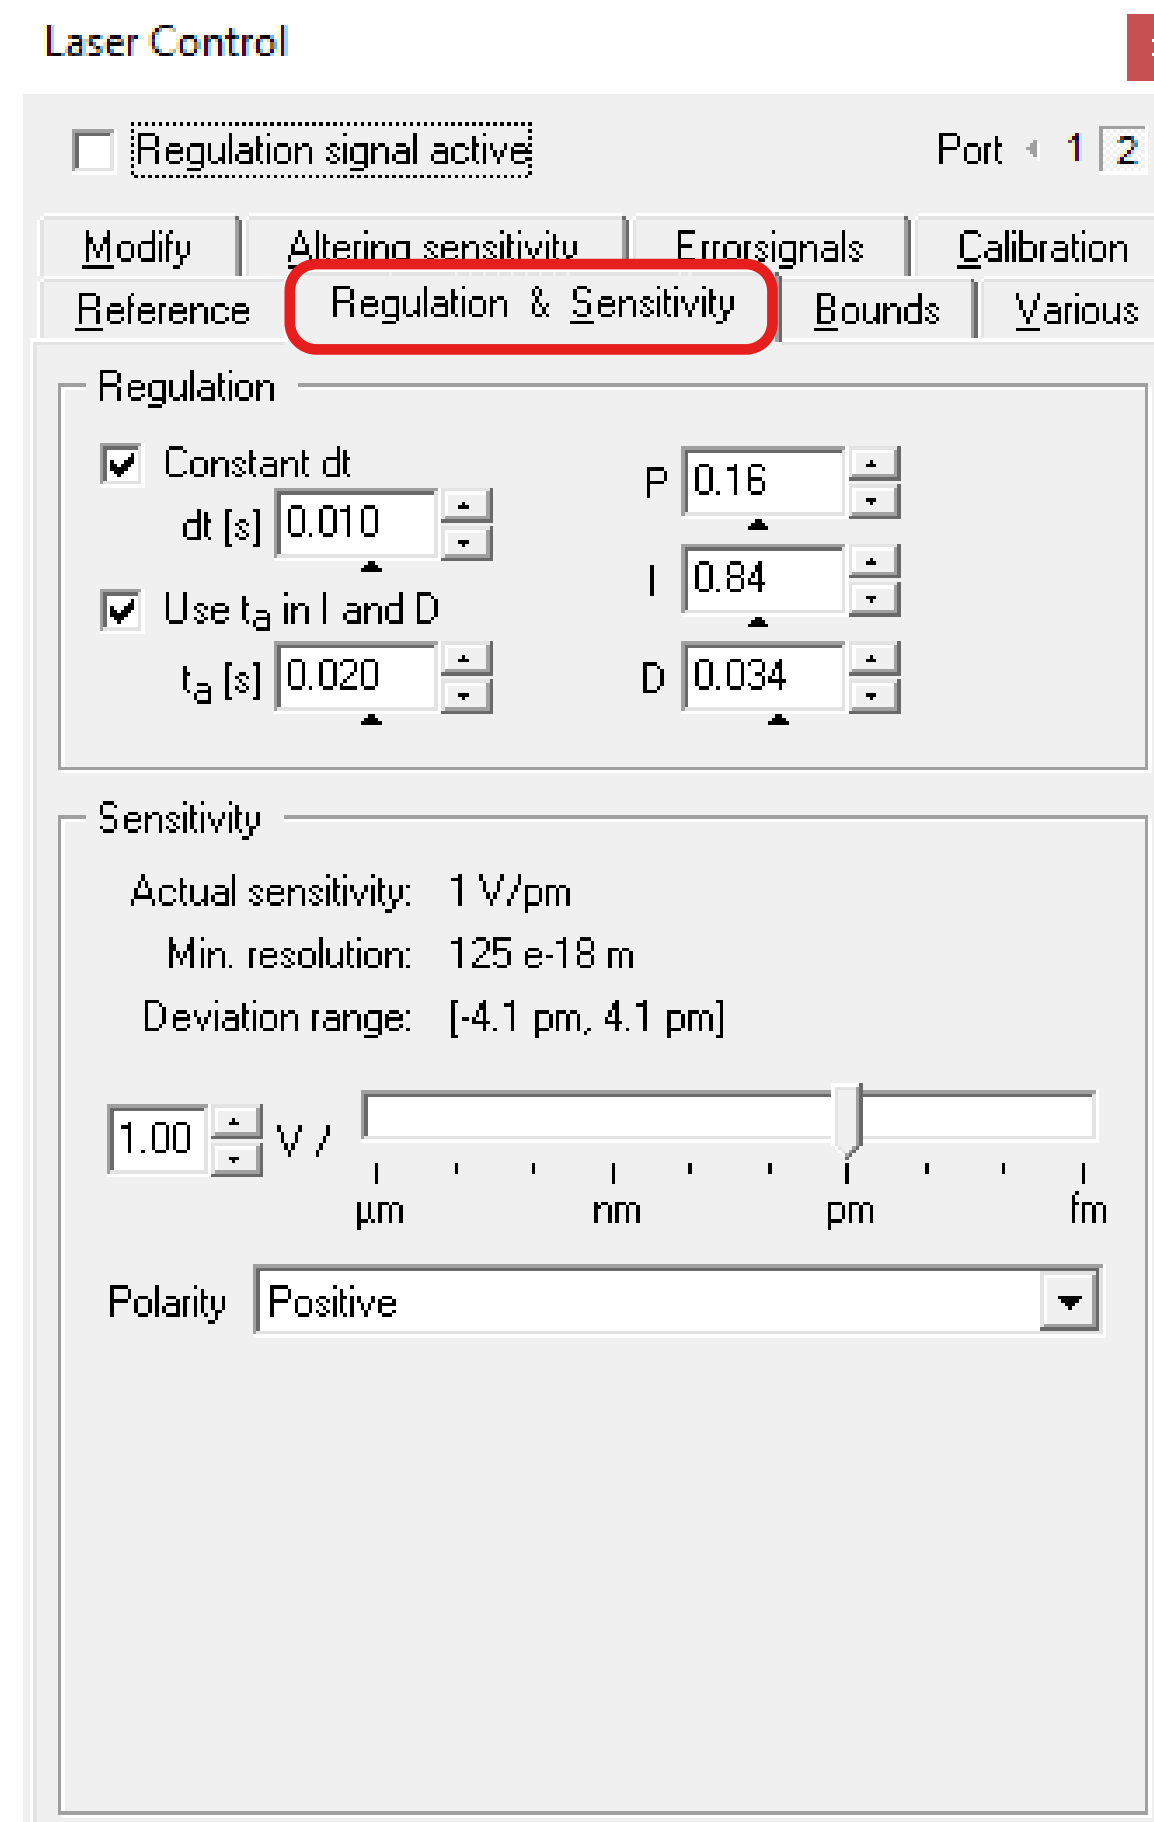 Laser Control
Regulation signal active Port 1 2
Modify Altering sensitivity Errorsignals Calibration
Reference Regulation & Sensitivity Bounds Various
Regulation
Constant dt
dt [s] 0.010
Use ta in I and D
ta [s] 0.020
P 0.16
I 0.84
D 0.034
Sensitivity
Actual sensitivity: 1 V/pm
Min. resolution: 125 e-18 m
Deviation range: [-4.1 pm, 4.1 pm]
1.00 V /
µm nm pm fm
Polarity Positive